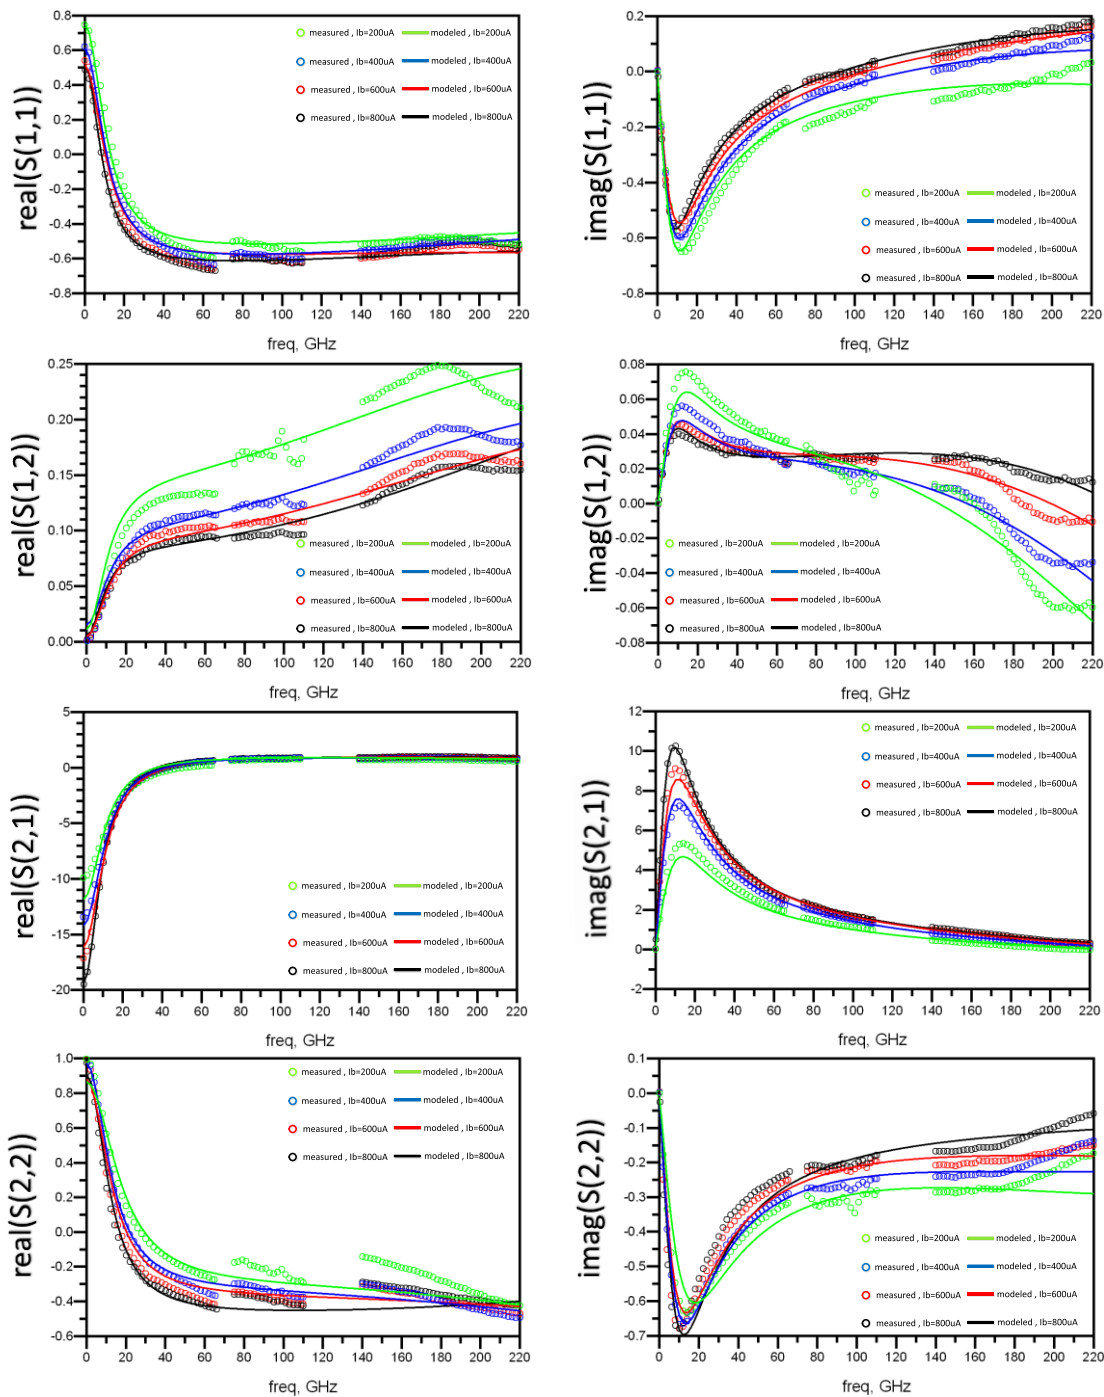 real(S(1,1))
0.8
0.6
0.4
0.2
0.0
-0.2
-0.4
-0.6
-0.8
measured , Ib=200uA modeled , Ib=200uA
measured , Ib=400uA modeled , Ib=400uA
measured , Ib=600uA modeled , Ib=600uA
measured , Ib=800uA modeled , Ib=800uA
0 20 40 60 80 100 120 140 160 180 200 220
freq, GHz
imag(S(1,1))
0.2
0.0
-0.2
-0.4
-0.6
-0.8
measured , Ib=200uA modeled , Ib=200uA
measured , Ib=400uA modeled , Ib=400uA
measured , Ib=600uA modeled , Ib=600uA
measured , Ib=800uA modeled , Ib=800uA
0 20 40 60 80 100 120 140 160 180 200 220
freq, GHz
real(S(1,2))
0.25
0.20
0.15
0.10
0.05
0.00
measured , Ib=200uA modeled , Ib=200uA
measured , Ib=400uA modeled , Ib=400uA
measured , Ib=600uA modeled , Ib=600uA
measured , Ib=800uA modeled , Ib=800uA
0 20 40 60 80 100 120 140 160 180 200 220
freq, GHz
imag(S(1,2))
0.08
0.06
0.04
0.02
0.00
-0.02
-0.04
-0.06
-0.08
measured , Ib=200uA modeled , Ib=200uA
measured , Ib=400uA modeled , Ib=400uA
measured , Ib=600uA modeled , Ib=600uA
measured , Ib=800uA modeled , Ib=800uA
0 20 40 60 80 100 120 140 160 180 200 220
freq, GHz
real(S(2,1))
5
0
-5
-10
-15
-20
measured , Ib=200uA modeled , Ib=200uA
measured , Ib=400uA modeled , Ib=400uA
measured , Ib=600uA modeled , Ib=600uA
measured , Ib=800uA modeled , Ib=800uA
0 20 40 60 80 100 120 140 160 180 200 220
freq, GHz
imag(S(2,1))
12
10
8
6
4
2
0
-2
measured , Ib=200uA modeled , Ib=200uA
measured , Ib=400uA modeled , Ib=400uA
measured , Ib=600uA modeled , Ib=600uA
measured , Ib=800uA modeled , Ib=800uA
0 20 40 60 80 100 120 140 160 180 200 220
freq, GHz
real(S(2,2))
1.0
0.8
0.6
0.4
0.2
0.0
-0.2
-0.4
-0.6
measured , Ib=200uA modeled , Ib=200uA
measured , Ib=400uA modeled , Ib=400uA
measured , Ib=600uA modeled , Ib=600uA
measured , Ib=800uA modeled , Ib=800uA
0 20 40 60 80 100 120 140 160 180 200 220
freq, GHz
imag(S(2,2))
0.1
0.0
-0.1
-0.2
-0.3
-0.4
-0.5
-0.6
-0.7
measured , Ib=200uA modeled , Ib=200uA
measured , Ib=400uA modeled , Ib=400uA
measured , Ib=600uA modeled , Ib=600uA
measured , Ib=800uA modeled , Ib=800uA
0 20 40 60 80 100 120 140 160 180 200 220
freq, GHz